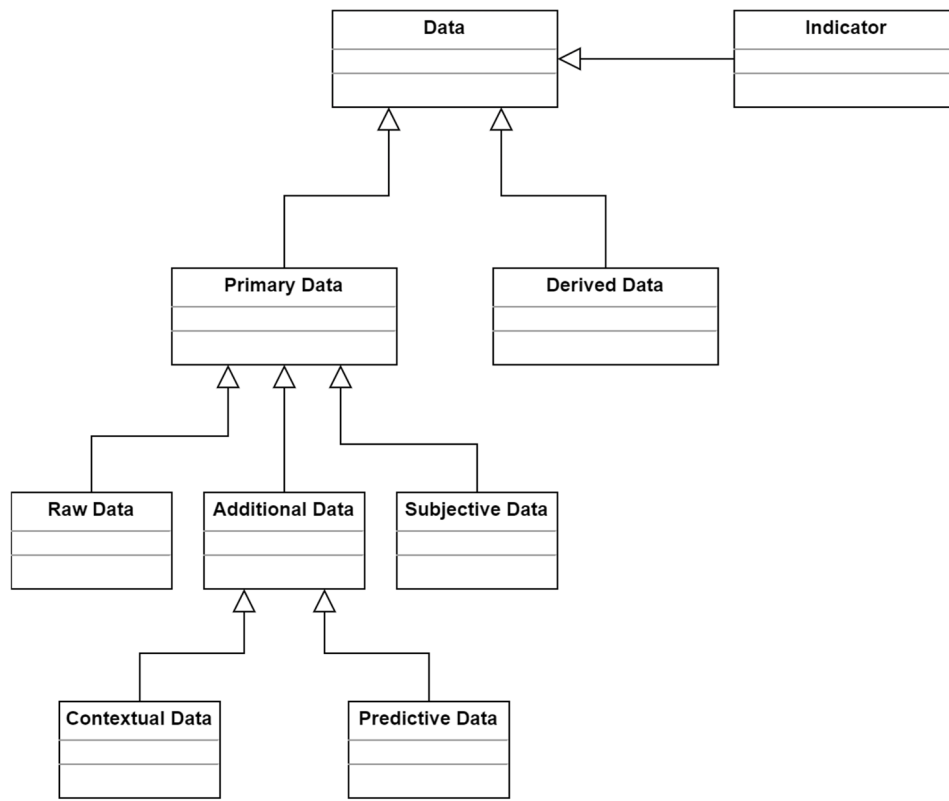 Data
Indicator
Primary Data
Derived Data
Raw Data
Additional Data
Subjective Data
Contextual Data
Predictive Data